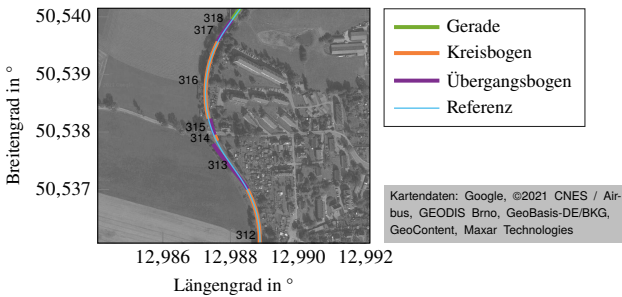 50,540
50,539
50,538
50,537
Breitengrad in °
318
317
316
315
314
313
312
12,986
12,988
12,990
12,992
Längengrad in °
Gerade
Kreisbogen
Übergangsbogen
Referenz
Kartendaten: Google, ©2021 CNES / Air-
bus, GEODIS Brno, GeoBasis-DE/BKG,
GeoContent, Maxar Technologies